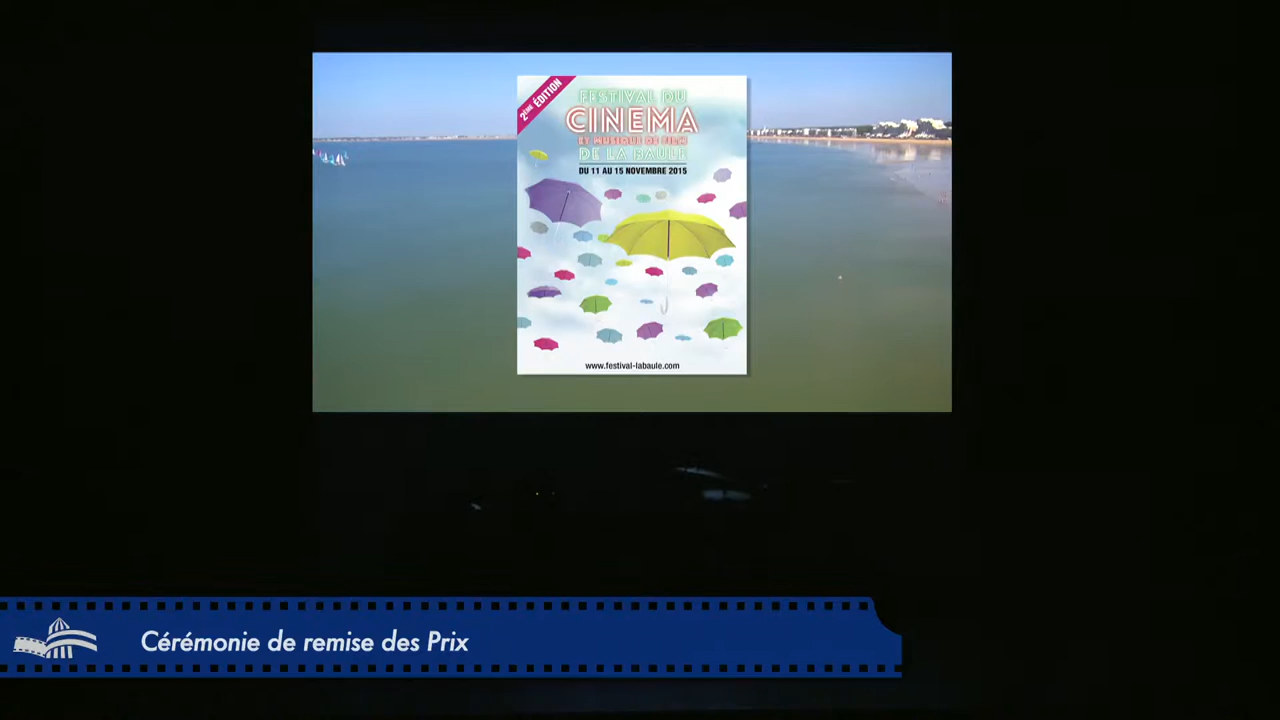 2ÈME ÉDITION
FESTIVAL DU
CINEMA
ET MUSIQUE DE FILM
DE LA BAULE
DU 11 AU 15 NOVEMBRE 2015
www.festival-labaule.com
Cérémonie de remise des Prix